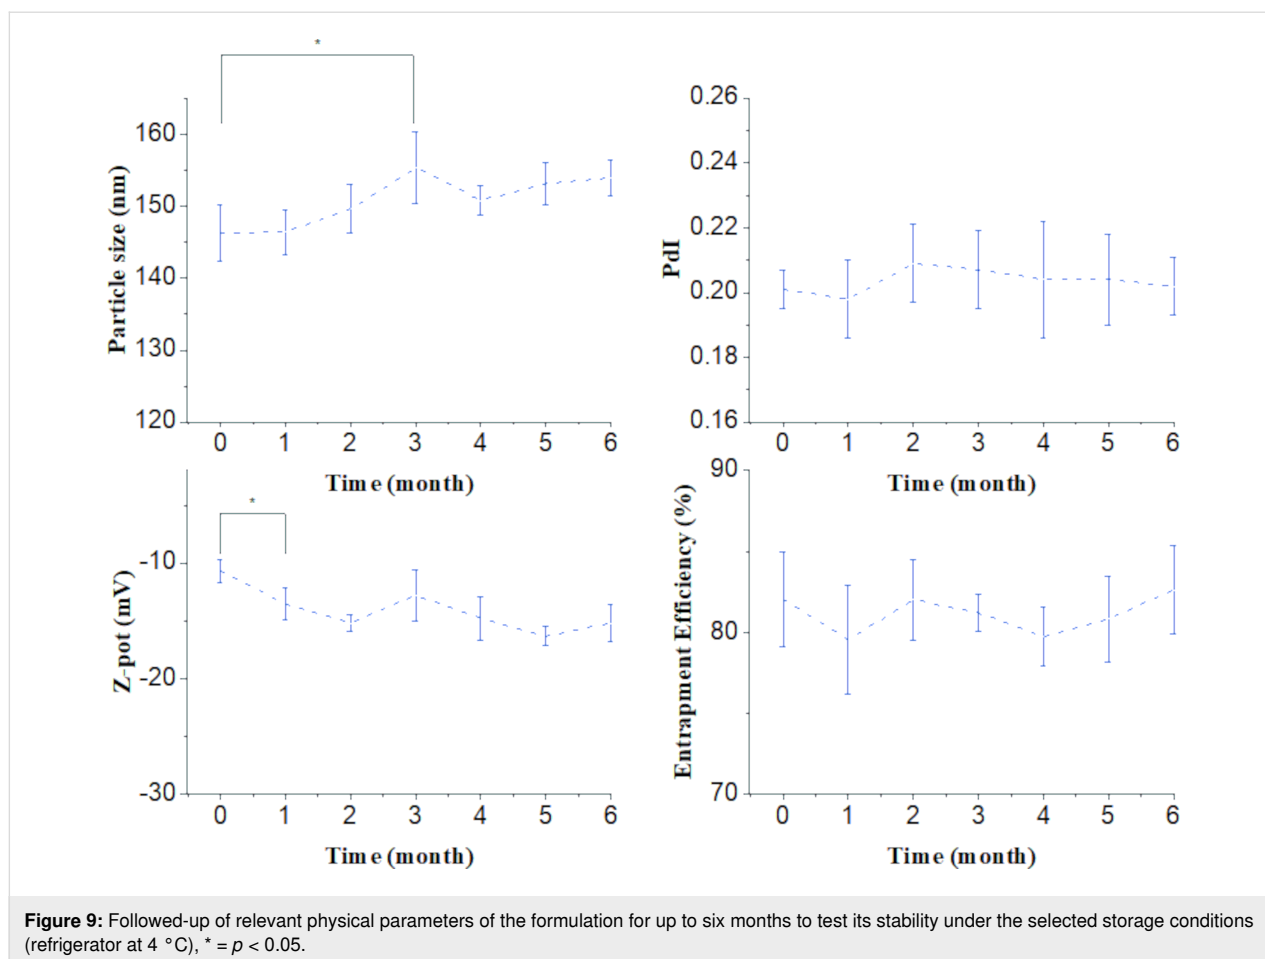 *
Particle size (nm)
160
150
140
130
120
0 1 2 3 4 5 6
Time (month)
PdI
0.26
0.24
0.22
0.20
0.18
0.16
0 1 2 3 4 5 6
Time (month)
*
Z-pot (mV)
-10
-20
-30
0 1 2 3 4 5 6
Time (month)
Entrapment Efficiency (%)
90
80
70
0 1 2 3 4 5 6
Time (month)
Figure 9: Followed-up of relevant physical parameters of the formulation for up to six months to test its stability under the selected storage conditions
(refrigerator at 4 °C), * = p < 0.05.